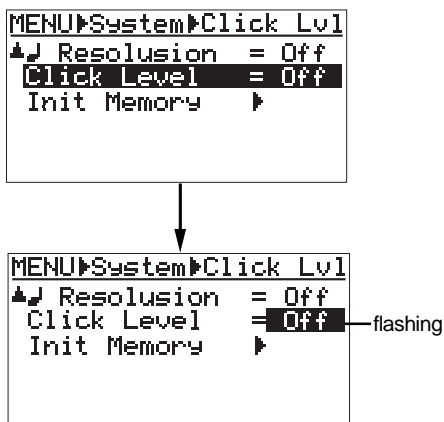 MENU▶System▶Click Lvl
▲♩ Resolusion = Off
Click Level = Off
Init Memory ▶
MENU▶System▶Click Lvl
▲♩ Resolusion = Off
Click Level = Off
flashing
Init Memory ▶